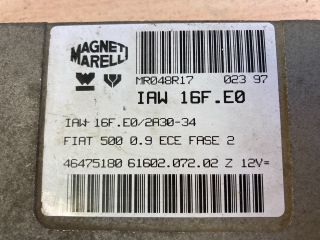 MAGNETI
MARELLI
MR048R17 023 97
IAW 16F.E0
IAW 16F.E0/2A30-34
FIAT 500 0.9 ECE FASE 2
46475180 61602.072.02 Z 12V=